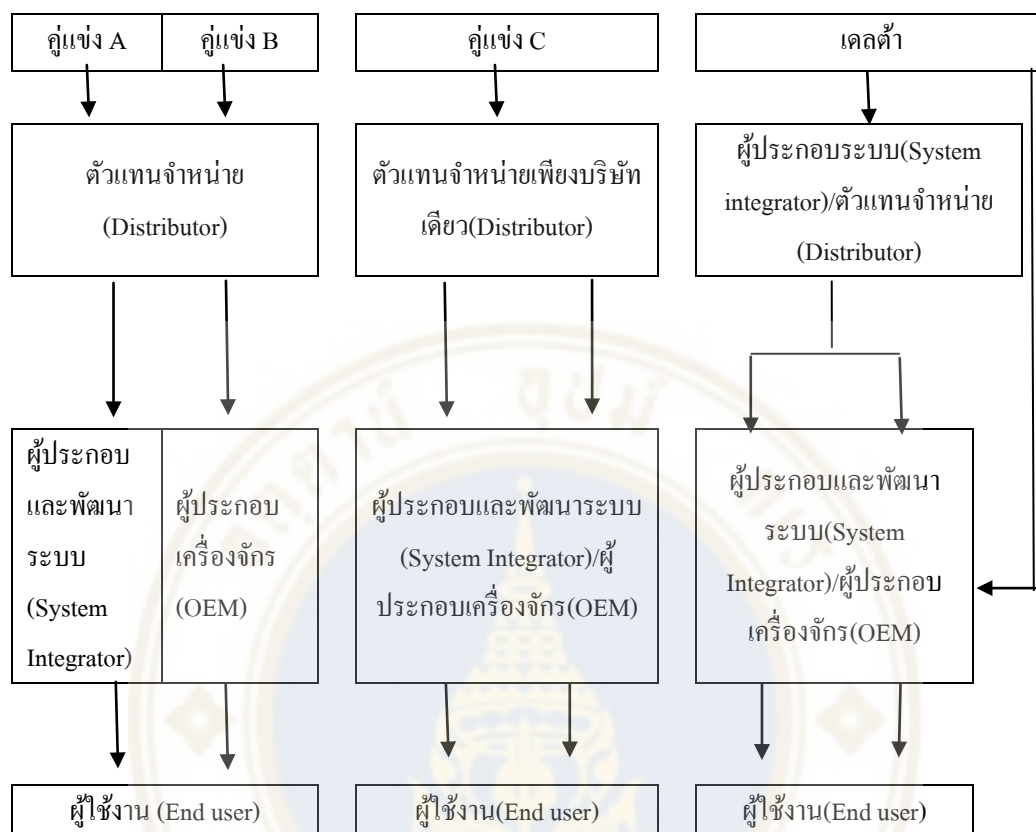 คู่แข่ง A
คู่แข่ง B
คู่แข่ง C
เดลต้า
ตัวแทนจำหน่าย
(Distributor)
ตัวแทนจำหน่ายเพียงบริษัท
เดียว(Distributor)
ผู้ประกอบระบบ(System
integrator)/ตัวแทนจำหน่าย
(Distributor)
ผู้ประกอบ
และพัฒนา
ระบบ
(System
Integrator)
ผู้ประกอบ
เครื่องจักร
(OEM)
ผู้ประกอบและพัฒนาระบบ
(System Integrator)/ผู้
ประกอบเครื่องจักร(OEM)
ผู้ประกอบและพัฒนา
ระบบ(System
Integrator)/ผู้ประกอบ
เครื่องจักร(OEM)
ผู้ใช้งาน (End user)
ผู้ใช้งาน(End user)
ผู้ใช้งาน(End user)